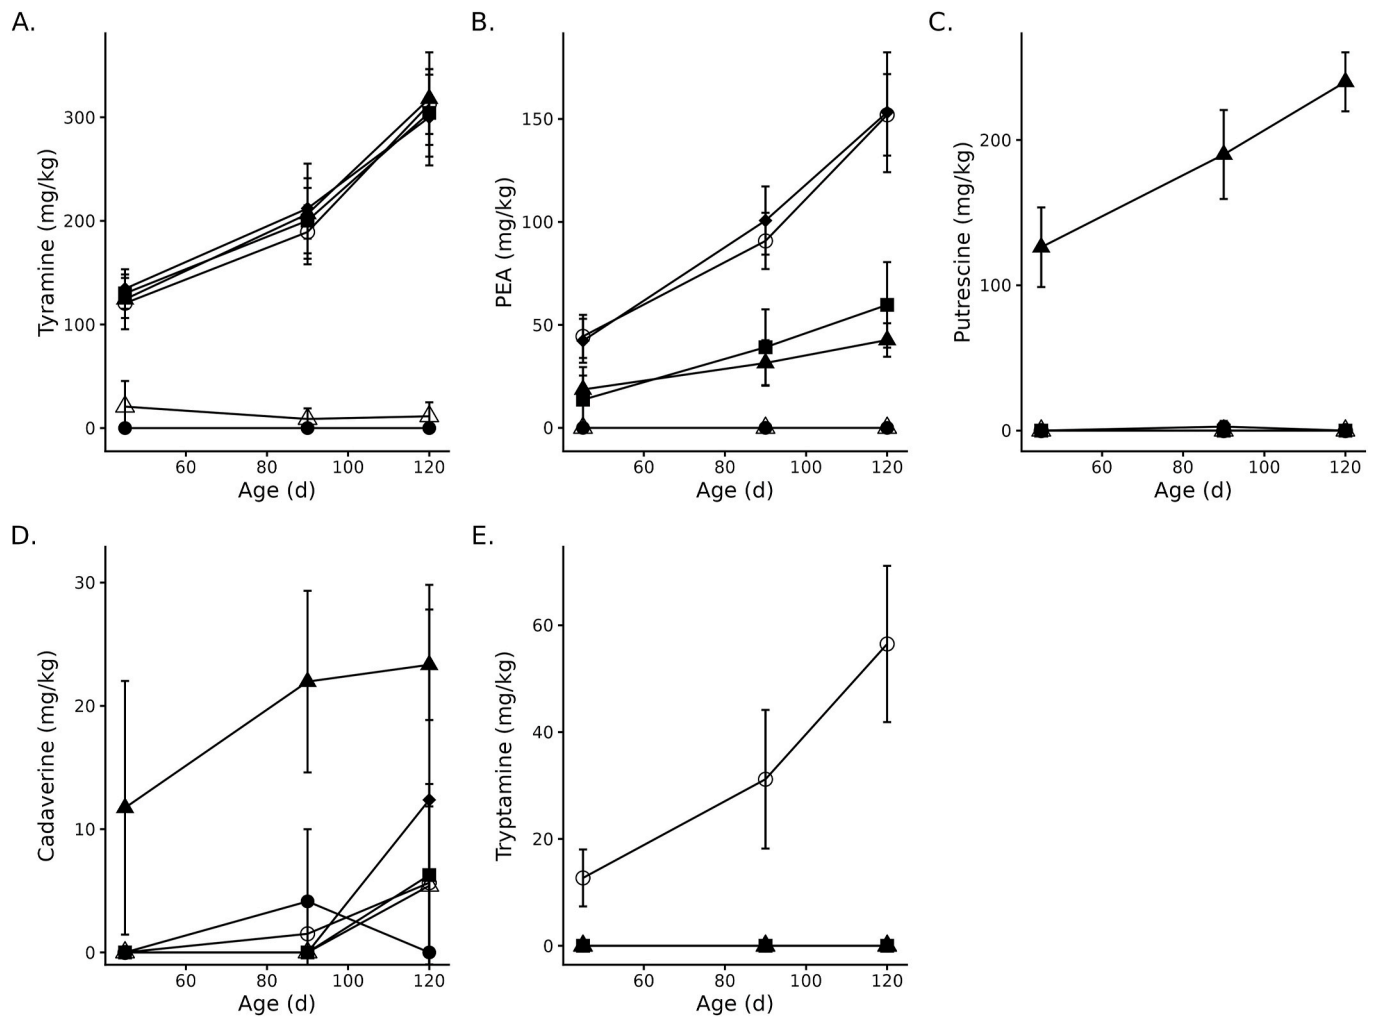 A.
Tyramine (mg/kg)
300
200
100
0
60 80 100 120
Age (d)
B.
PEA (mg/kg)
150
100
50
0
60 80 100 120
Age (d)
C.
Putrescine (mg/kg)
200
100
0
60 80 100 120
Age (d)
D.
Cadaverine (mg/kg)
30
20
10
0
60 80 100 120
Age (d)
E.
Tryptamine (mg/kg)
60
40
20
0
60 80 100 120
Age (d)